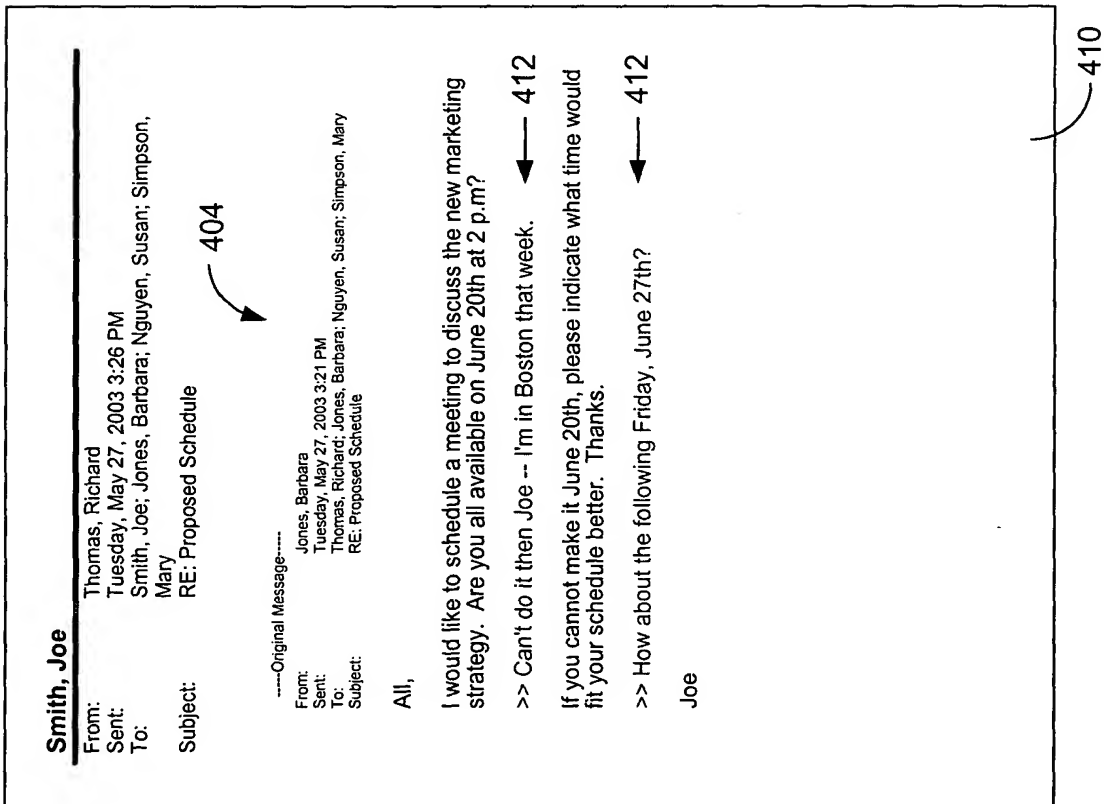 Smith, Joe
From: Thomas, Richard
Sent: Tuesday, May 27, 2003 3:26 PM
To: Smith, Joe; Jones, Barbara; Nguyen, Susan; Simpson,
Mary
Subject: RE: Proposed Schedule
404
-----Original Message-----
From: Jones, Barbara
Sent: Tuesday, May 27, 2003 3:21 PM
To: Thomas, Richard; Jones, Barbara; Nguyen, Susan; Simpson, Mary
Subject: RE: Proposed Schedule
All,
I would like to schedule a meeting to discuss the new marketing
strategy. Are you all available on June 20th at 2 p.m?
>> Can't do it then Joe -- I'm in Boston that week. 412
If you cannot make it June 20th, please indicate what time would
fit your schedule better. Thanks.
>> How about the following Friday, June 27th? 412
Joe
410